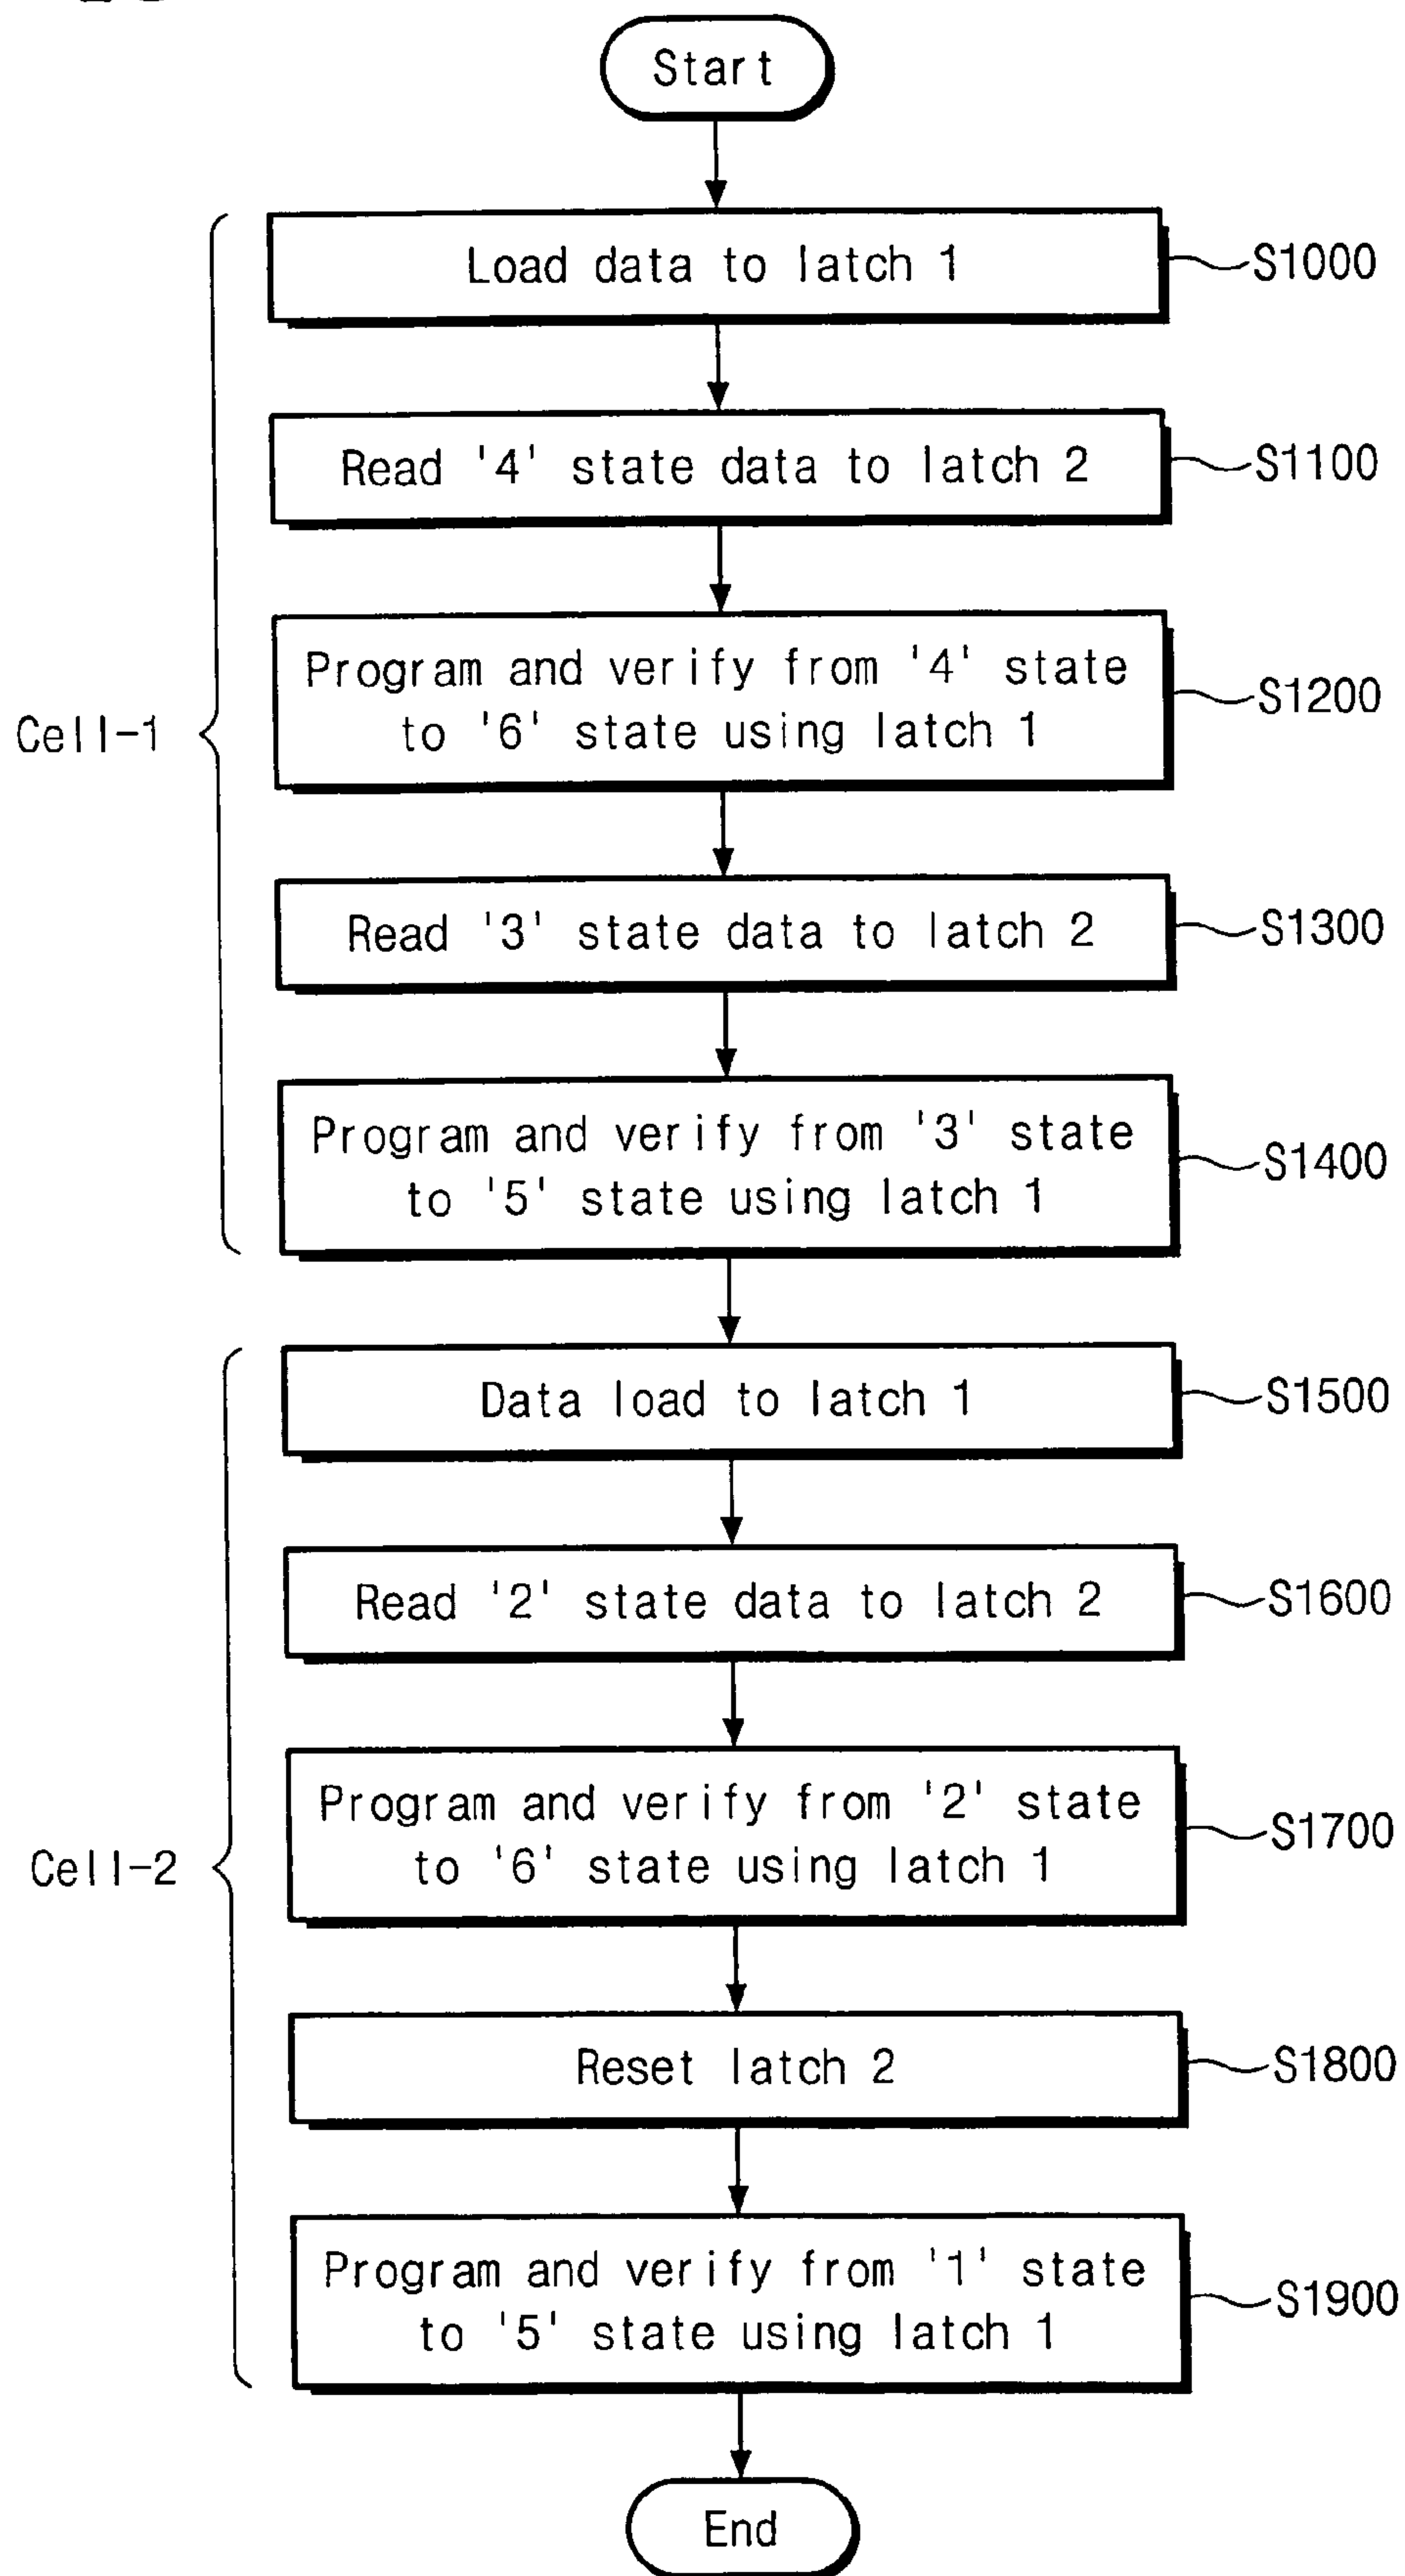 Start
Load data to latch 1
S1000
Read '4' state data to latch 2
S1100
Program and verify from '4' state
to '6' state using latch 1
S1200
Cell-1
Read '3' state data to latch 2
S1300
Program and verify from '3' state
to '5' state using latch 1
S1400
Data load to latch 1
S1500
Read '2' state data to latch 2
S1600
Program and verify from '2' state
to '6' state using latch 1
S1700
Cell-2
Reset latch 2
S1800
Program and verify from '1' state
to '5' state using latch 1
S1900
End